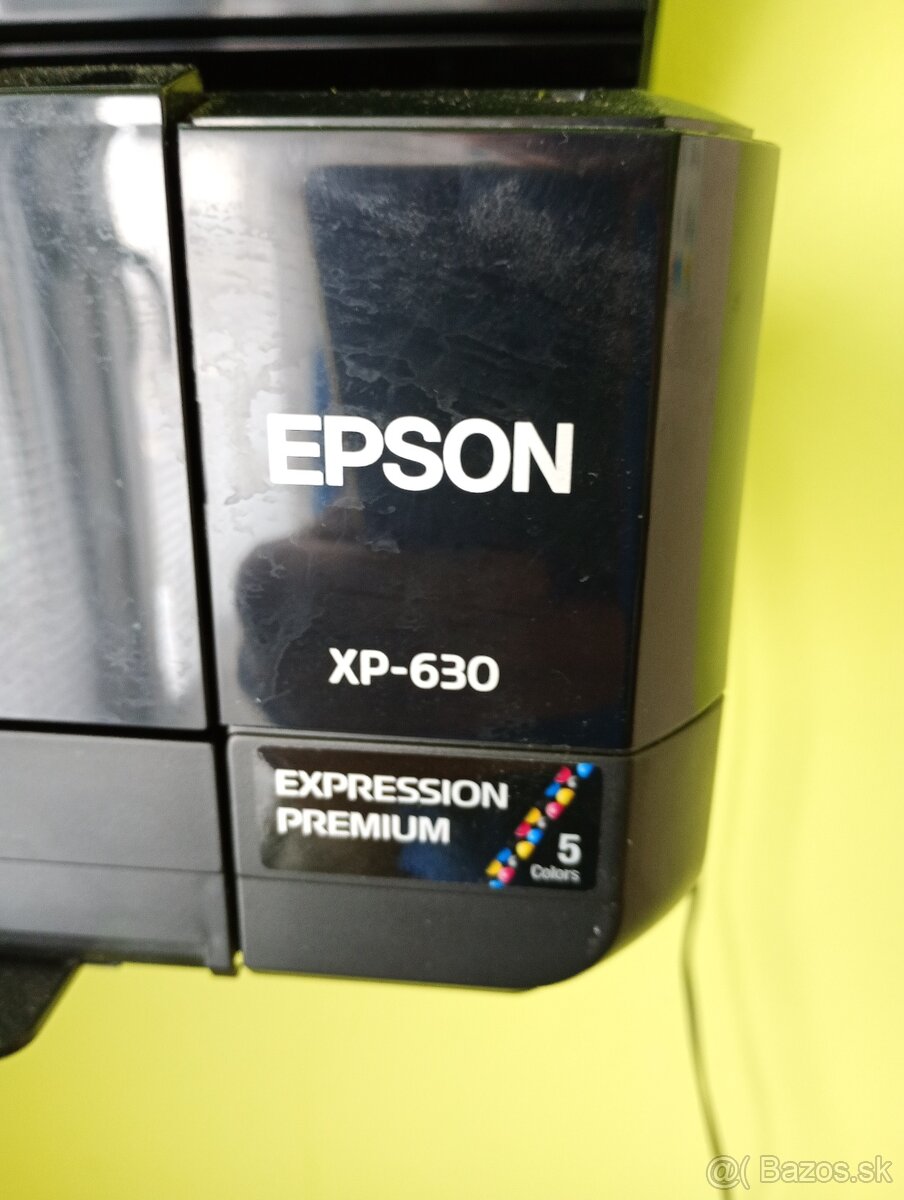 EPSON
XP-630
EXPRESSION
PREMIUM
5
Colors
@( Bazos.sk